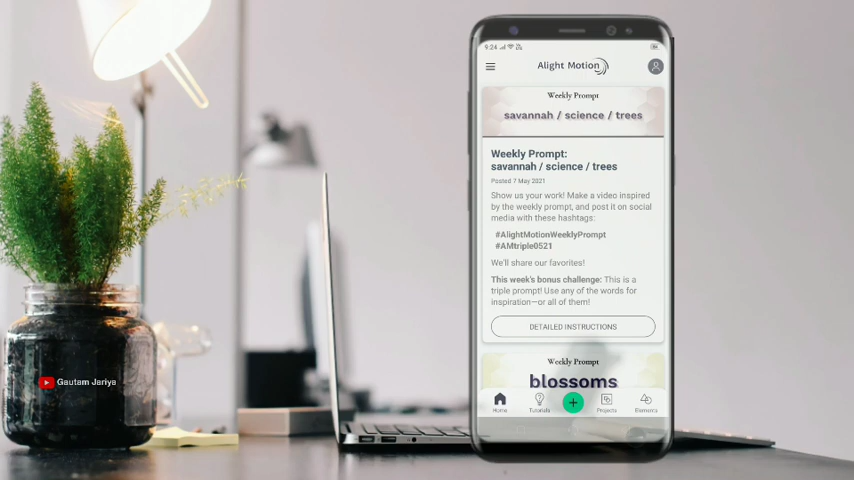 9:24
Alight Motion
Weekly Prompt
savannah / science / trees
Weekly Prompt:
savannah / science / trees
Posted 7 May 2021
Show us your work! Make a video inspired
by the weekly prompt, and post it on social
media with these hashtags:
#AlightMotionWeeklyPrompt
#AMtriple0521
We'll share our favorites!
This week's bonus challenge: This is a
triple prompt! Use any of the words for
inspiration—or all of them!
DETAILED INSTRUCTIONS
Weekly Prompt
blossoms
Home
Tutorials
Projects
Elements
Gautam Jariya